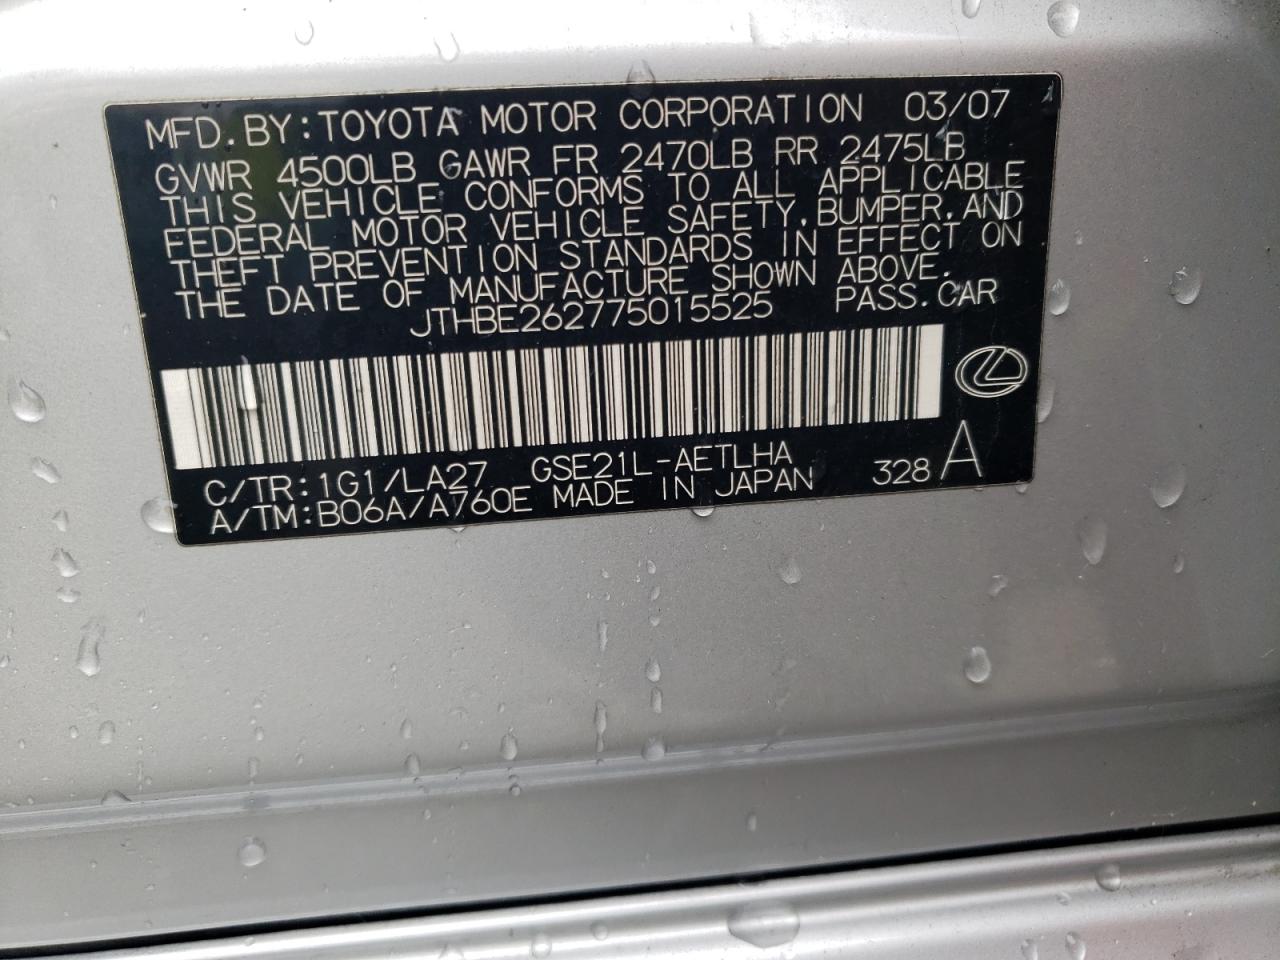 MFD. BY: TOYOTA MOTOR CORPORATION 03/07
GVWR 4500LB GAWR FR 2470LB RR 2475LB
THIS VEHICLE CONFORMS TO ALL APPLICABLE
FEDERAL MOTOR VEHICLE SAFETY, BUMPER, AND
THEFT PREVENTION STANDARDS IN EFFECT ON
THE DATE OF MANUFACTURE SHOWN ABOVE.
JTHBE262775015525 PASS. CAR
C/TR: 1G1/LA27 GSE21L-AETLHA
A/TM: B06A/A760E MADE IN JAPAN 328 A